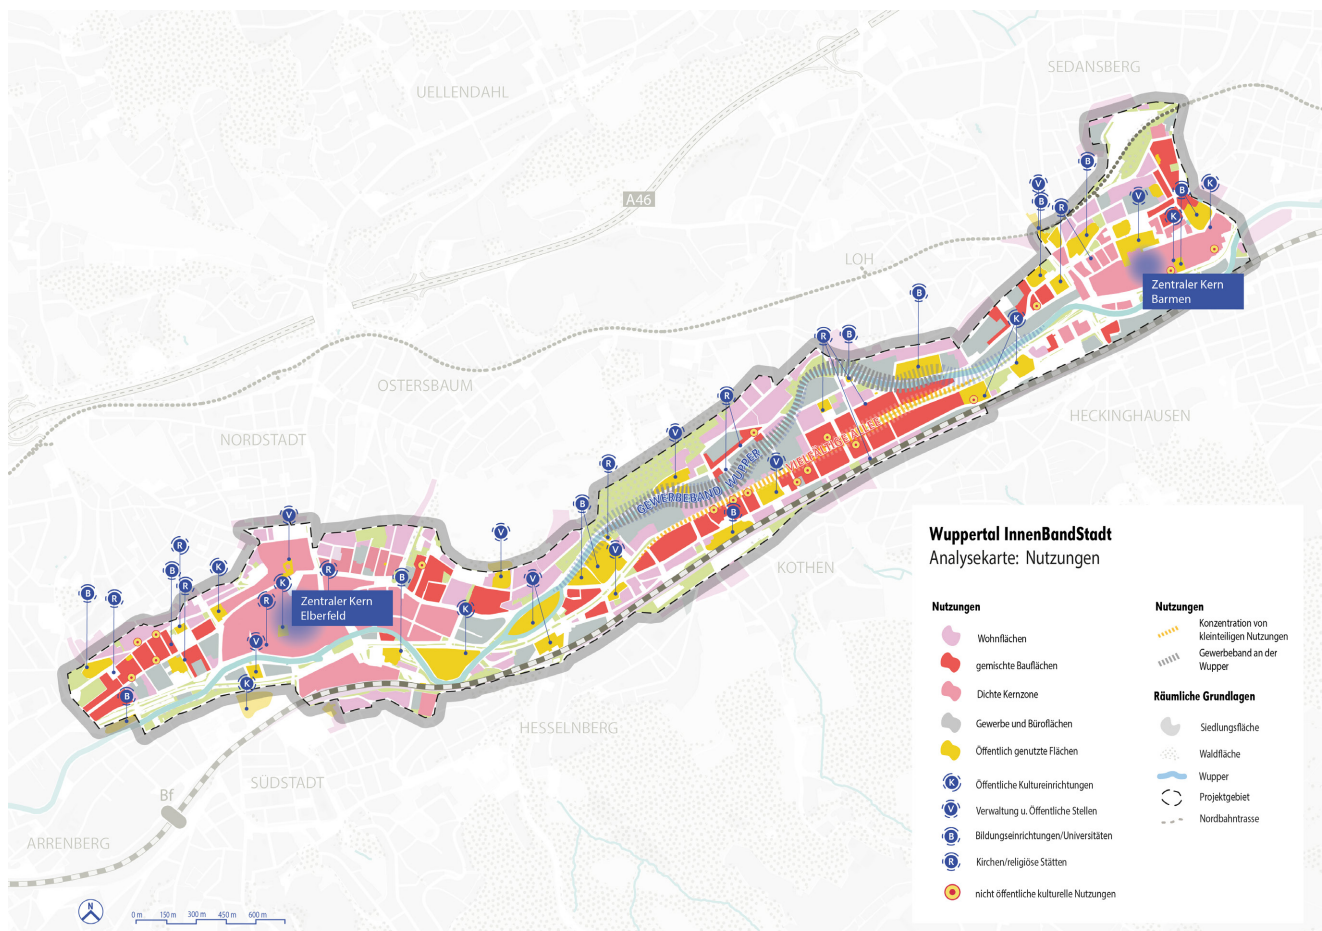 SEDANSBERG
UELLENDAHL
V
B
R
B
V
B
K
K
A46
LOH
Zentraler Kern
Barmen
B
K
R
B
OSTERSBAUM
R
HECKINGHAUSEN
NORDSTADT
V
VIELFÄLTIGE ALLEE
GEWERBEBAND WUPPER
R
V
B
B
V
V
V
R
B
R
K
B
R
B
R
K
R
V
K
KOTHEN
Zentraler Kern
Elberfeld
R
V
K
K
B
HESSELNBERG
SÜDSTADT
Bf
ARRENBERG
Wuppertal InnenBandStadt
Analysekarte: Nutzungen
Nutzungen
Wohnflächen
gemischte Bauflächen
Dichte Kernzone
Gewerbe und Büroflächen
Öffentlich genutzte Flächen
K Öffentliche Kultureinrichtungen
V Verwaltung u. Öffentliche Stellen
B Bildungseinrichtungen/Universitäten
R Kirchen/religiöse Stätten
nicht öffentliche kulturelle Nutzungen
Nutzungen
Konzentration von
kleinteiligen Nutzungen
Gewerbeband an der
Wupper
Räumliche Grundlagen
Siedlungsfläche
Waldfläche
Wupper
Projektgebiet
Nordbahntrasse
N
0 m 150 m 300 m 450 m 600 m